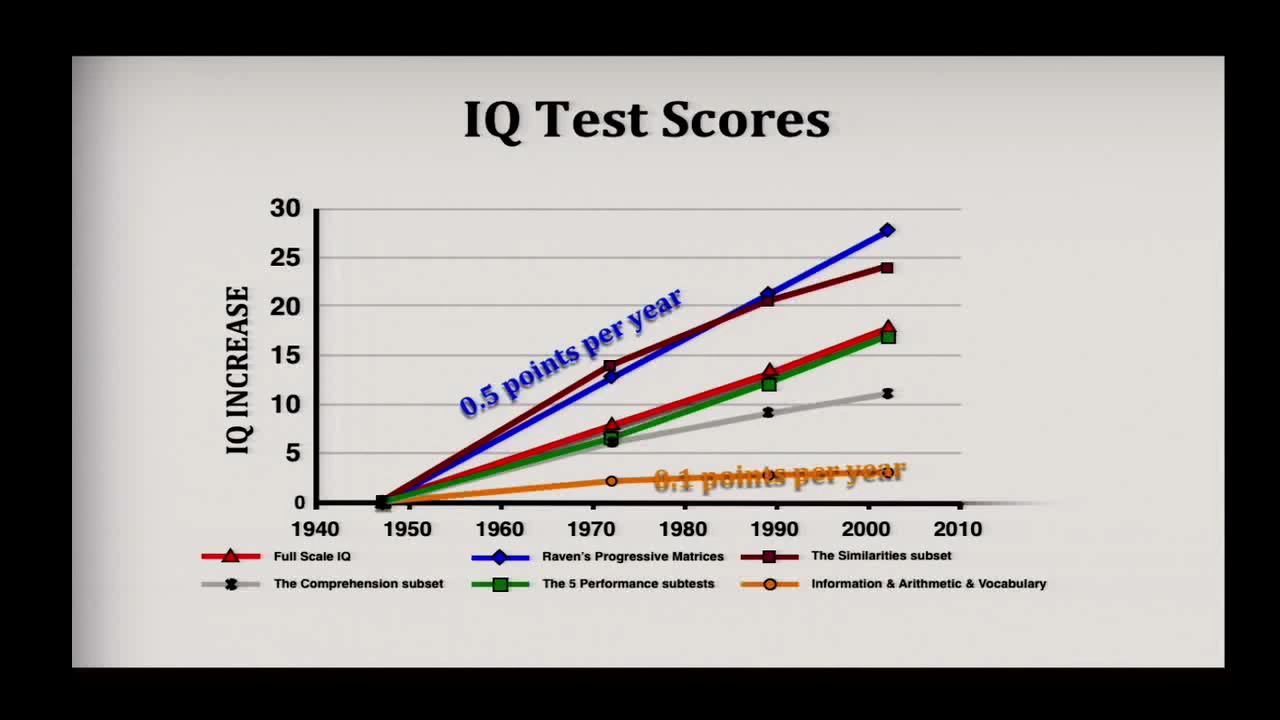 IQ Test Scores
IQ INCREASE
30
25
20
15
10
5
0
0.5 points per year
0.1 points per year
1940 1950 1960 1970 1980 1990 2000 2010
Full Scale IQ Raven's Progressive Matrices The Similarities subset
The Comprehension subset The 5 Performance subtests Information & Arithmetic & Vocabulary